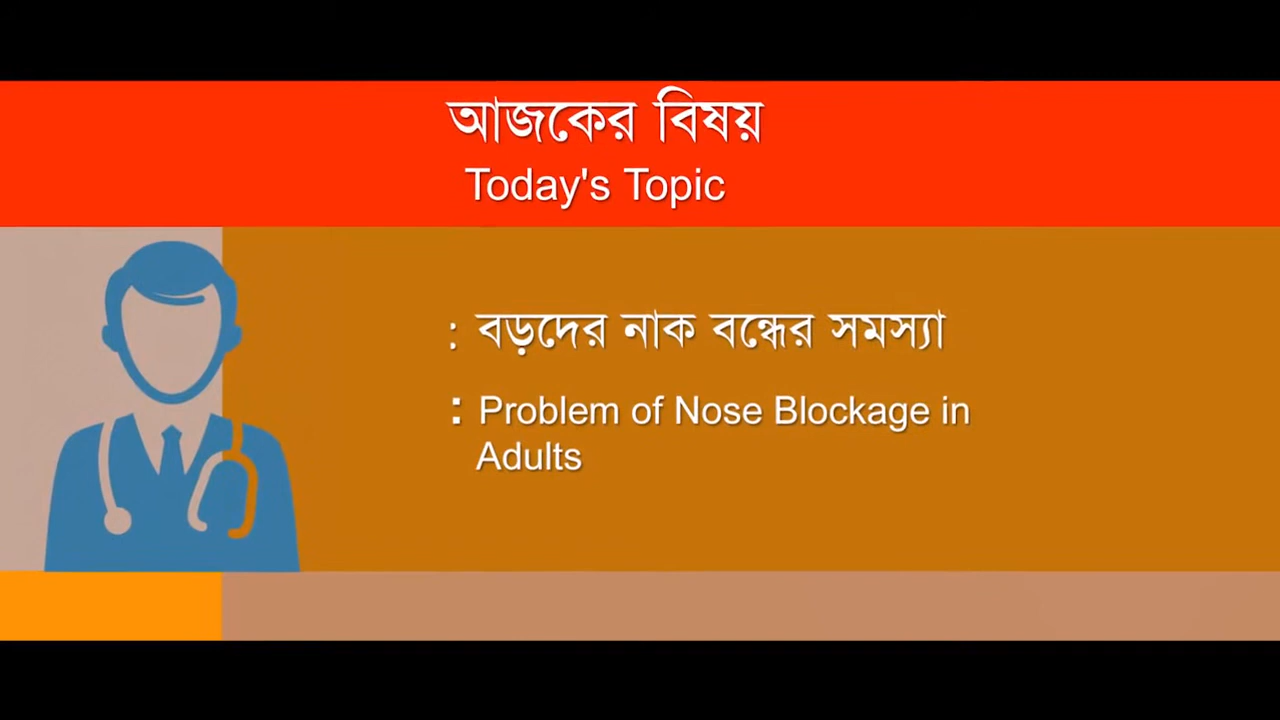 আজকের বিষয়
Today's Topic
: বড়দের নাক বন্ধের সমস্যা
: Problem of Nose Blockage in
Adults